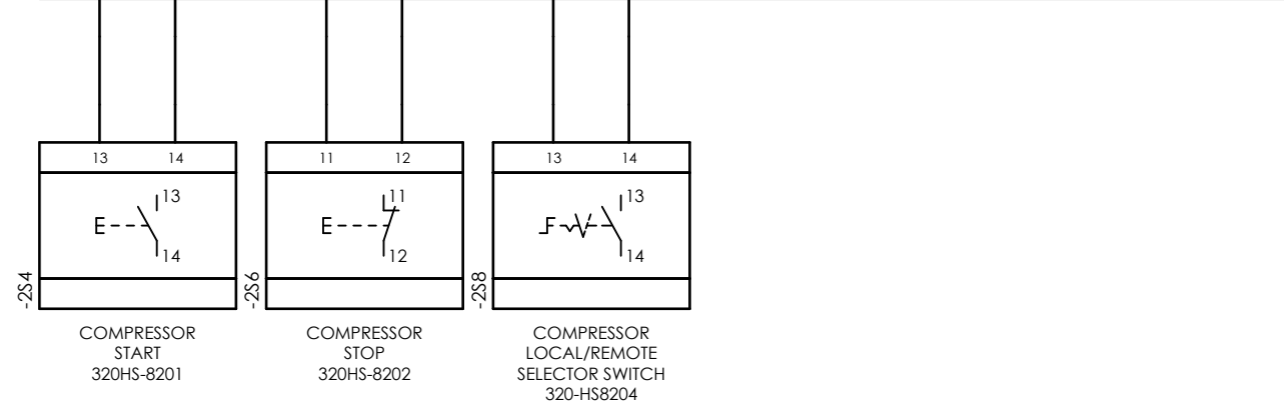 13 14
11 12
13 14
13
14
11
12
13
14
-2S4
-2S6
-2S8
COMPRESSOR
START
320HS-8201
COMPRESSOR
STOP
320HS-8202
COMPRESSOR
LOCAL/REMOTE
SELECTOR SWITCH
320-HS8204